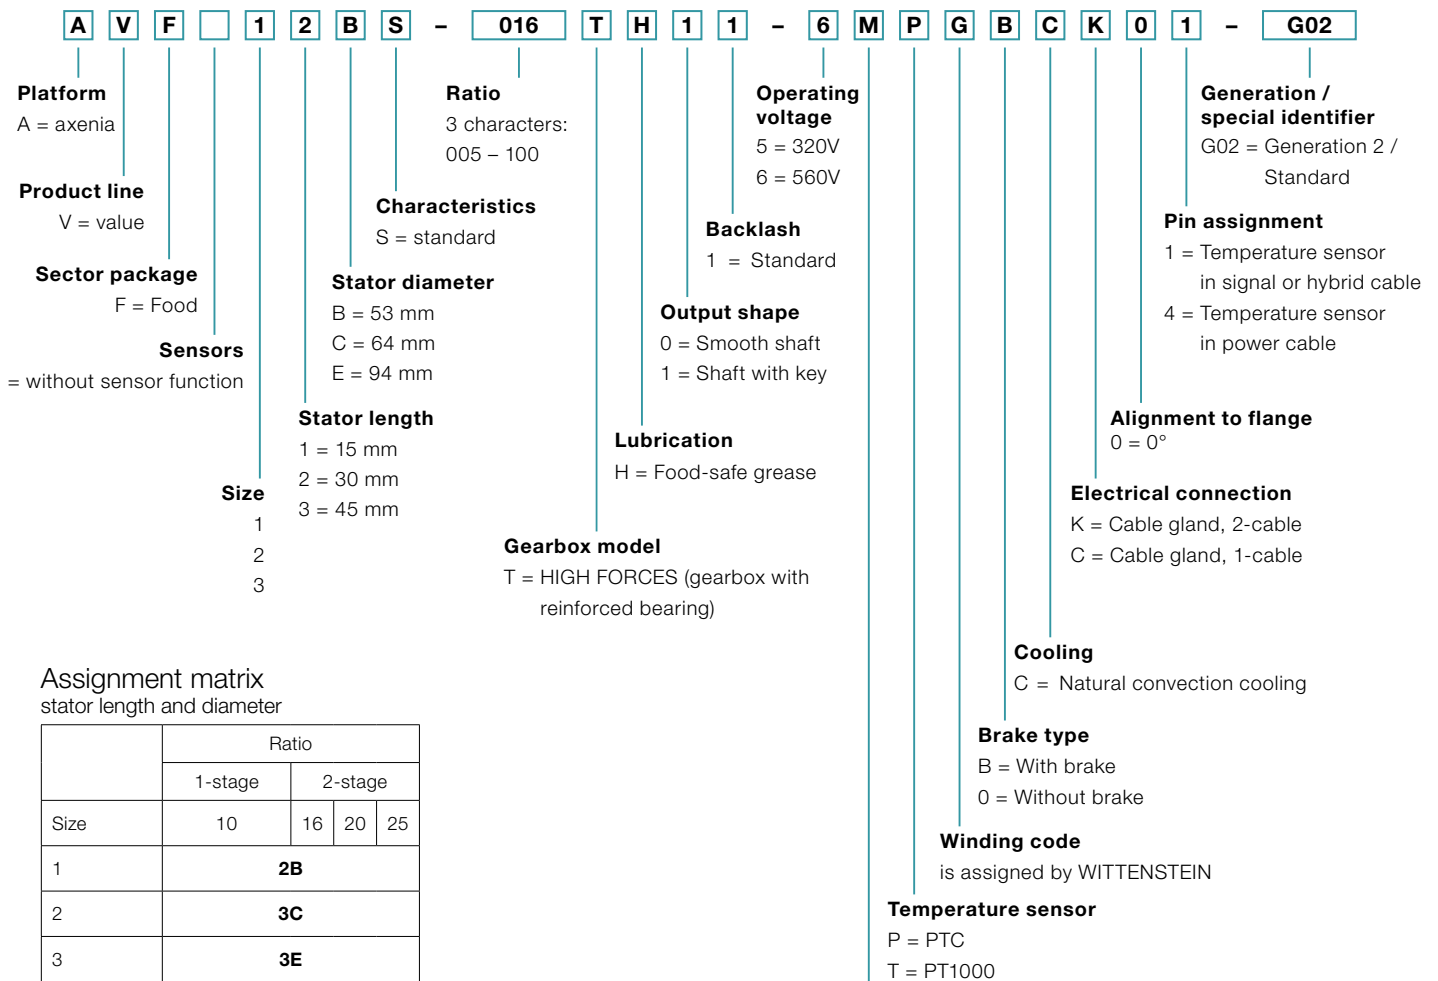 A V F 1 2 B S – 016 T H 1 1 – 6 M P G B C K 0 1 – G02
Platform
A = axenia
Product line
V = value
Sector package
F = Food
Sensors
= without sensor function
Size
1
2
3
Stator length
1 = 15 mm
2 = 30 mm
3 = 45 mm
Stator diameter
B = 53 mm
C = 64 mm
E = 94 mm
Characteristics
S = standard
Ratio
3 characters:
005 – 100
Gearbox model
T = HIGH FORCES (gearbox with
reinforced bearing)
Lubrication
H = Food-safe grease
Output shape
0 = Smooth shaft
1 = Shaft with key
Backlash
1 = Standard
Operating
voltage
5 = 320V
6 = 560V
Temperature sensor
P = PTC
T = PT1000
Winding code
is assigned by WITTENSTEIN
Brake type
B = With brake
0 = Without brake
Cooling
C = Natural convection cooling
Electrical connection
K = Cable gland, 2-cable
C = Cable gland, 1-cable
Alignment to flange
0 = 0°
Pin assignment
1 = Temperature sensor
in signal or hybrid cable
4 = Temperature sensor
in power cable
Generation /
special identifier
G02 = Generation 2 /
Standard
Assignment matrix
stator length and diameter
Ratio
1-stage 2-stage
Size 10 16 20 25
1 2B
2 3C
3 3E